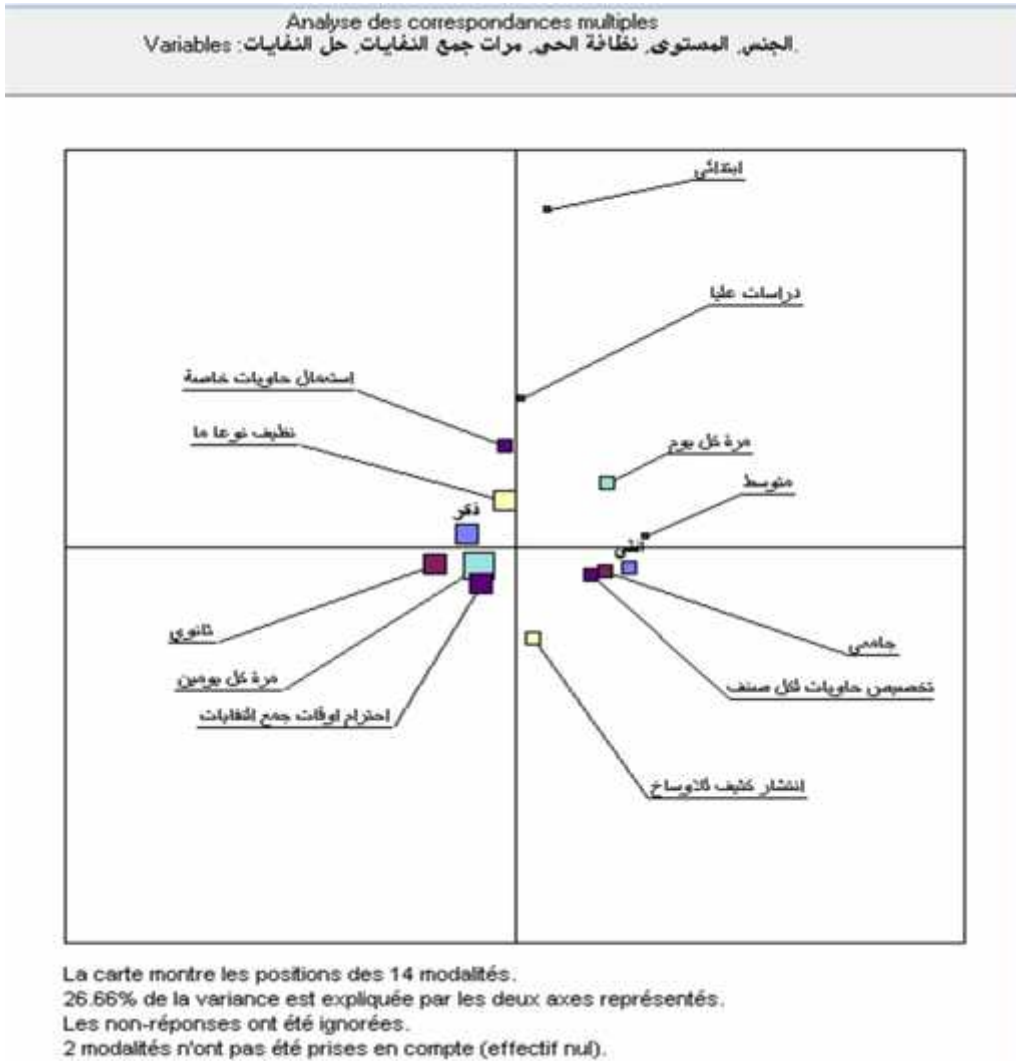 Analyse des correspondances multiples
Variables :الجنس, المستوى, نظافة الحي, مرات جمع النفايات, حل النفايات.
ابتدائي
دراسات عليا
استعمال حاويات خاصة
نظيف نوعا ما
مرة كل يوم
متوسط
ذكر
انثى
ثانوي
جامعي
مرة كل يومين
تخصيص حاويات لكل صنف
احترام اوقات جمع النفايات
إنتشار كثيف للاوساخ
La carte montre les positions des 14 modalités.
26.66% de la variance est expliquée par les deux axes représentés.
Les non-réponses ont été ignorées.
2 modalités n'ont pas été prises en compte (effectif nul).